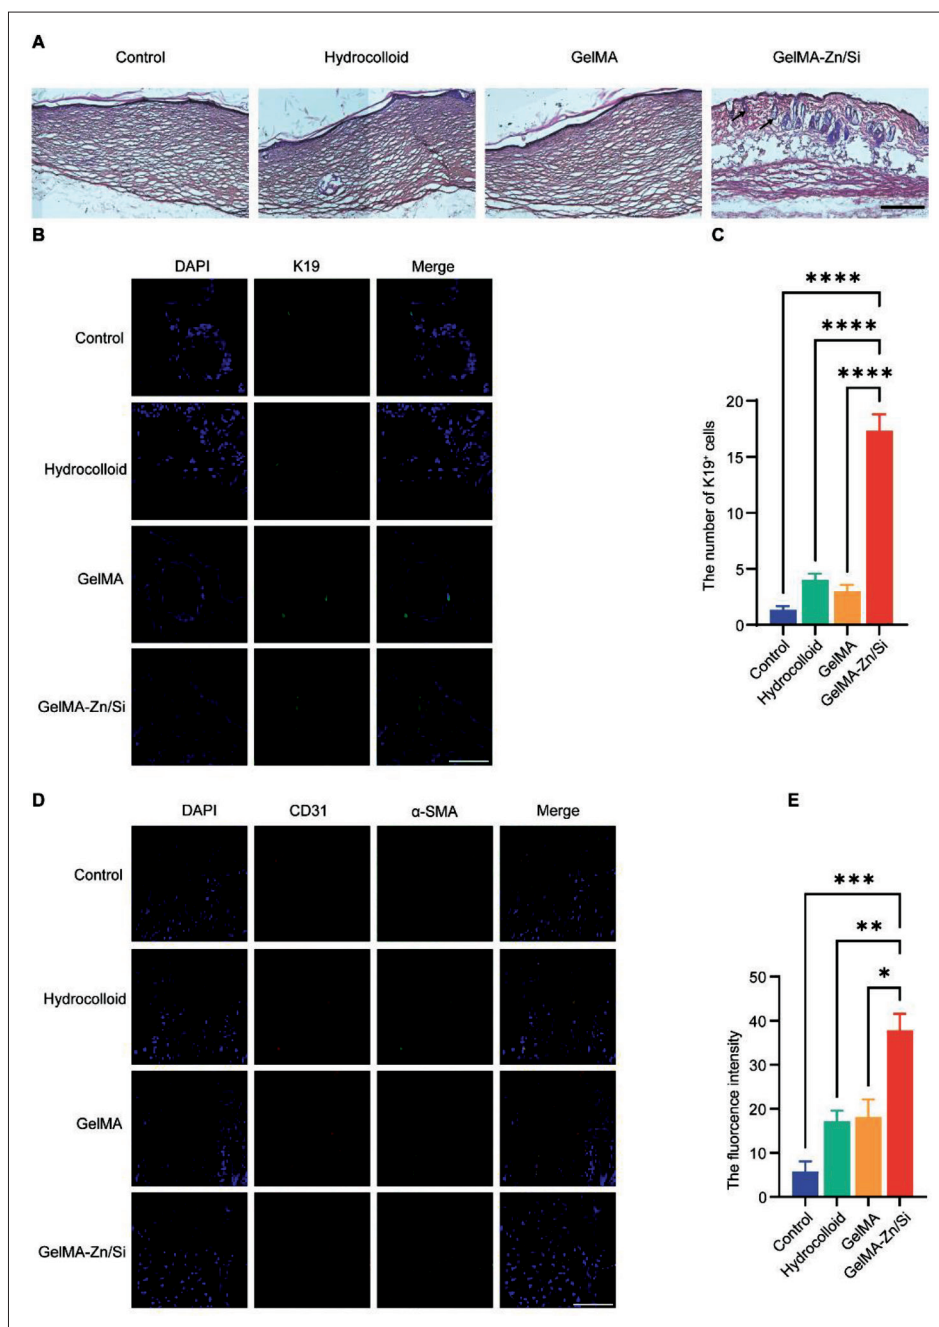 A
Control Hydrocolloid GelMA GelMA-Zn/Si
B
DAPI K19 Merge
Control
Hydrocolloid
GelMA
GelMA-Zn/Si
C
****
****
****
The number of K19⁺ cells
20
15
10
5
0
Control
Hydrocolloid
GelMA
GelMA-Zn/Si
D
DAPI CD31 α-SMA Merge
Control
Hydrocolloid
GelMA
GelMA-Zn/Si
E
***
**
*
The fluorcence intensity
50
40
30
20
10
0
Control
Hydrocolloid
GelMA
GelMA-Zn/Si